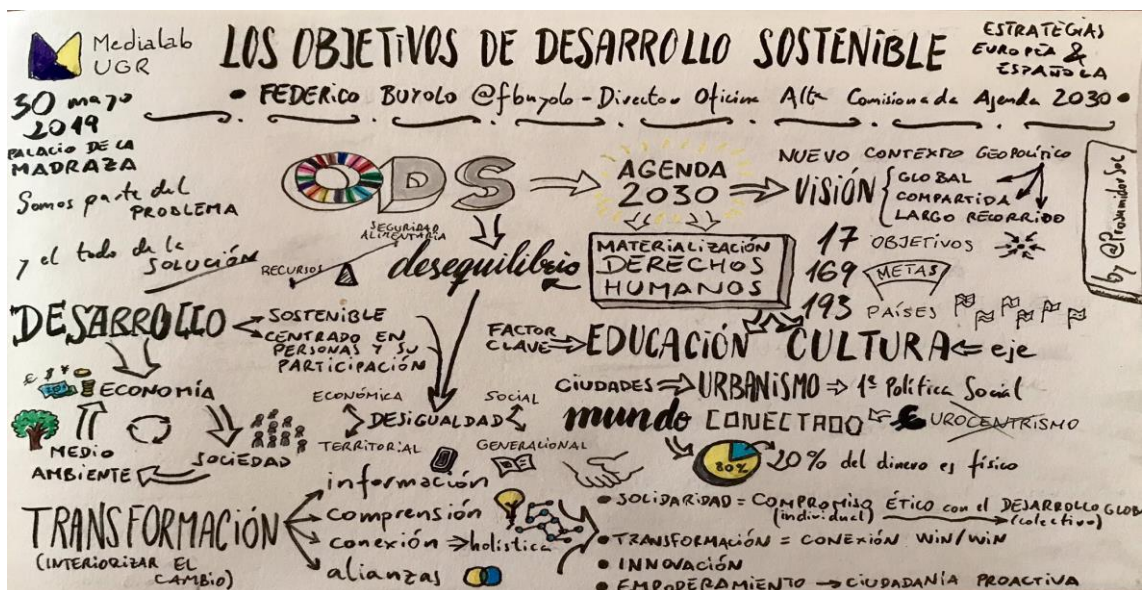 Medialab
UGR
LOS OBJETIVOS DE DESARROLLO SOSTENIBLE
ESTRATEGIAS
EUROPEA &
ESPAÑOLA
30 mayo
2019
PALACIO DE LA
MADRAZA
• FEDERICO BUYOLO @fbuyolo - Director Oficina Alta Comisionada Agenda 2030 •
Somos parte del
PROBLEMA
y el todo de la
SOLUCIÓN
ODS
AGENDA
2030
NUEVO CONTEXTO GEOPOLÍTICO
VISIÓN
GLOBAL
COMPARTIDA
LARGO RECORRIDO
by @ProsumidorSoc
RECURSOS
SEGURIDAD
ALIMENTARIA
desequilibrio
MATERIALIZACIÓN
DERECHOS
HUMANOS
17 OBJETIVOS
169 METAS
193 PAÍSES
DESARROLLO
SOSTENIBLE
CENTRADO EN
PERSONAS Y SU
PARTICIPACIÓN
FACTOR
CLAVE
EDUCACIÓN CULTURA eje
€ $ ¥
ECONOMÍA
MEDIO
AMBIENTE
SOCIEDAD
ECONÓMICA
SOCIAL
DESIGUALDAD
TERRITORIAL
GENERACIONAL
CIUDADES URBANISMO 1ª Política Social
mundo CONECTADO EUROCENTRISMO
80%
20% del dinero es físico
TRANSFORMACIÓN
(INTERIORIZAR EL
CAMBIO)
información
comprensión
conexión holística
alianzas
• SOLIDARIDAD = COMPROMISO ÉTICO con el DESARROLLO GLOB
(individual) (colectivo)
• TRANSFORMACIÓN = CONEXIÓN WIN/WIN
• INNOVACIÓN
• EMPODERAMIENTO → CIUDADANÍA PROACTIVA